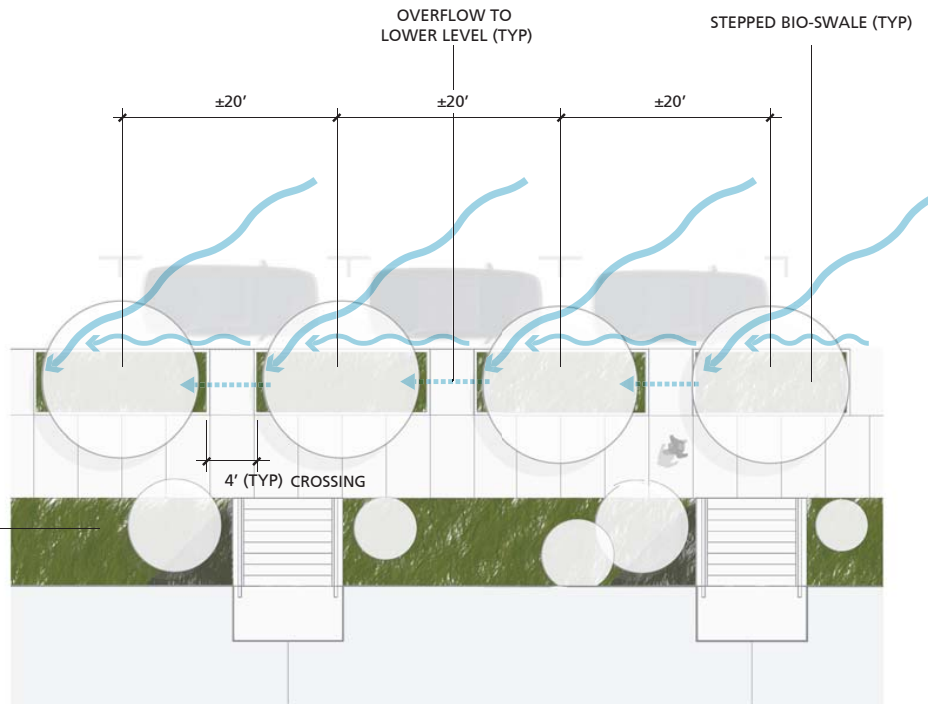 OVERFLOW TO
LOWER LEVEL (TYP)
STEPPED BIO-SWALE (TYP)
±20’
±20’
±20’
4’ (TYP) CROSSING